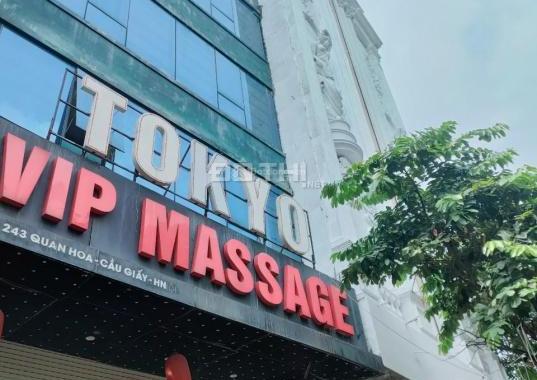 TOKYO
VIP MASSAGE
243 QUAN HOA - CẦU GIẤY - HN